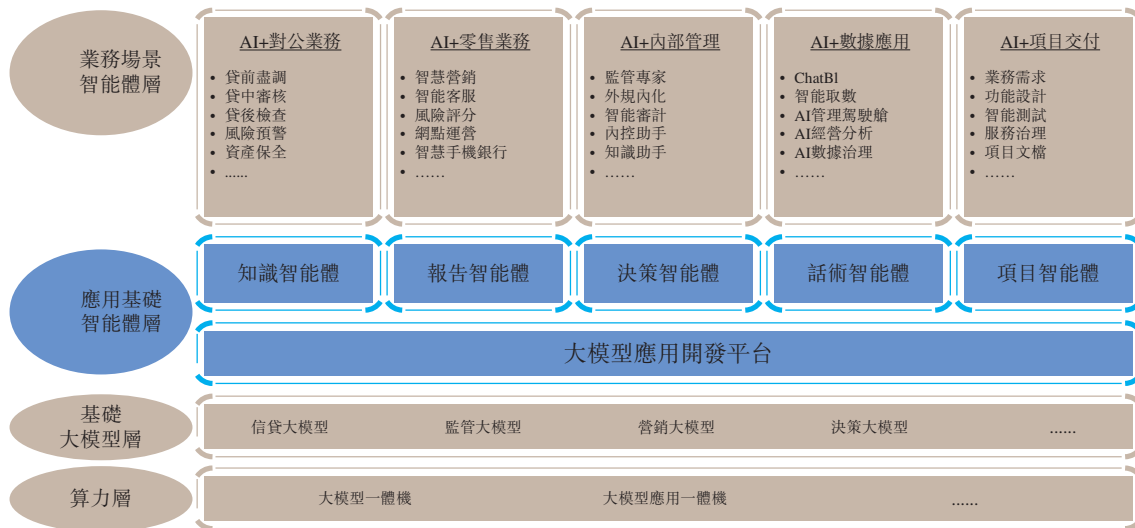 業務場景
智能體層
AI+對公業務
• 貸前盡調
• 貸中審核
• 貸後檢查
• 風險預警
• 資產保全
• ......
AI+零售業務
• 智慧營銷
• 智能客服
• 風險評分
• 網點運營
• 智慧手機銀行
• ……
AI+內部管理
• 監管專家
• 外規內化
• 智能審計
• 內控助手
• 知識助手
• ……
AI+數據應用
• ChatBl
• 智能取數
• AI管理駕駛艙
• AI經營分析
• AI數據治理
• ……
AI+項目交付
• 業務需求
• 功能設計
• 智能測試
• 服務治理
• 項目文檔
• ……
應用基礎
智能體層
知識智能體
報告智能體
決策智能體
話術智能體
項目智能體
大模型應用開發平台
基礎
大模型層
信貸大模型
監管大模型
營銷大模型
決策大模型
......
算力層
大模型一體機
大模型應用一體機
......